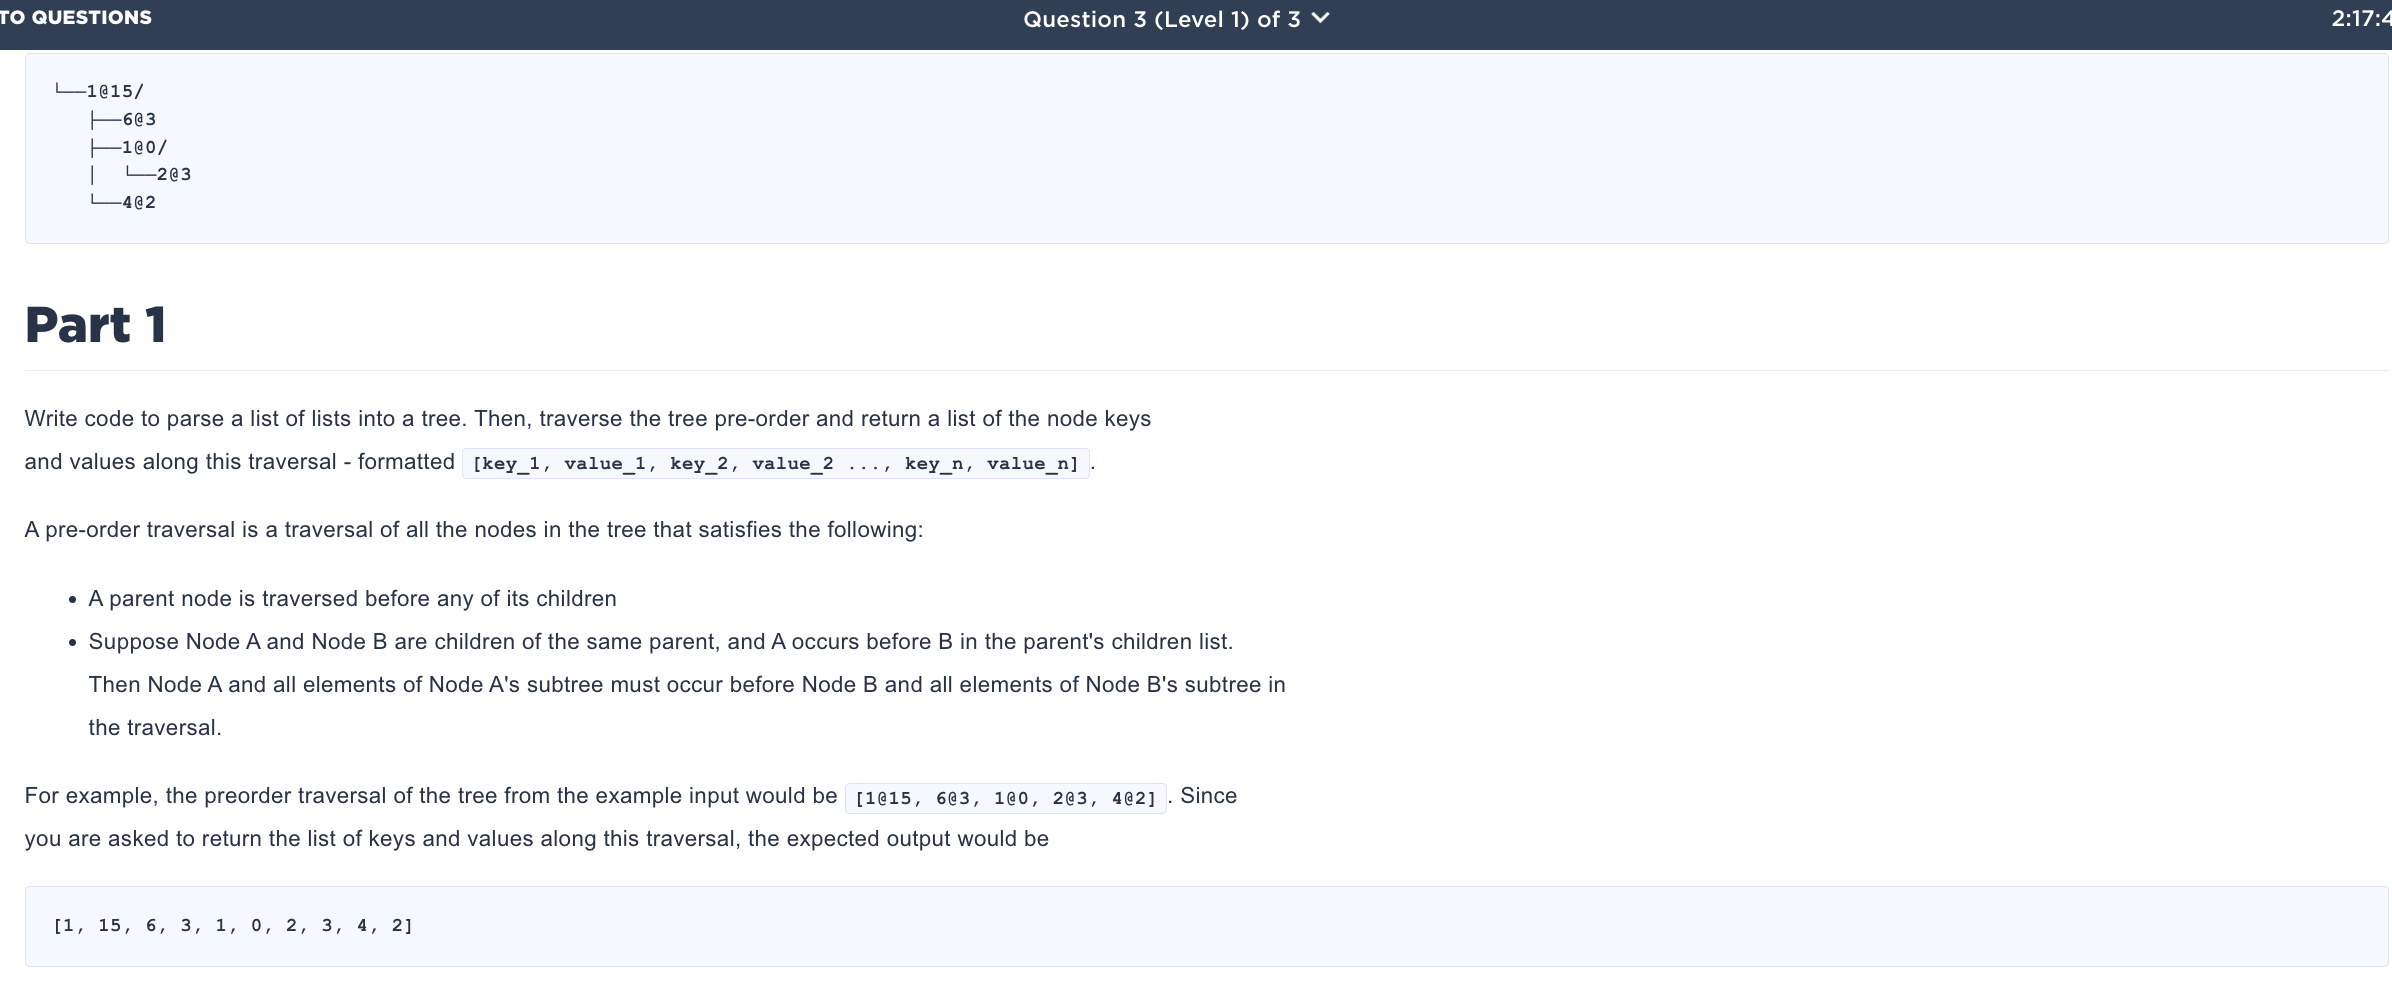 TO QUESTIONS
Question 3 (Level 1) of 3
2:17:4
└──1@15/
   ├──6@3
   ├──1@0/
   │  └──2@3
   └──4@2
Part 1
Write code to parse a list of lists into a tree. Then, traverse the tree pre-order and return a list of the node keys
and values along this traversal - formatted [key_1, value_1, key_2, value_2 ..., key_n, value_n].
A pre-order traversal is a traversal of all the nodes in the tree that satisfies the following:
• A parent node is traversed before any of its children
• Suppose Node A and Node B are children of the same parent, and A occurs before B in the parent's children list.
Then Node A and all elements of Node A's subtree must occur before Node B and all elements of Node B's subtree in
the traversal.
For example, the preorder traversal of the tree from the example input would be [1@15, 6@3, 1@0, 2@3, 4@2]. Since
you are asked to return the list of keys and values along this traversal, the expected output would be
[1, 15, 6, 3, 1, 0, 2, 3, 4, 2]